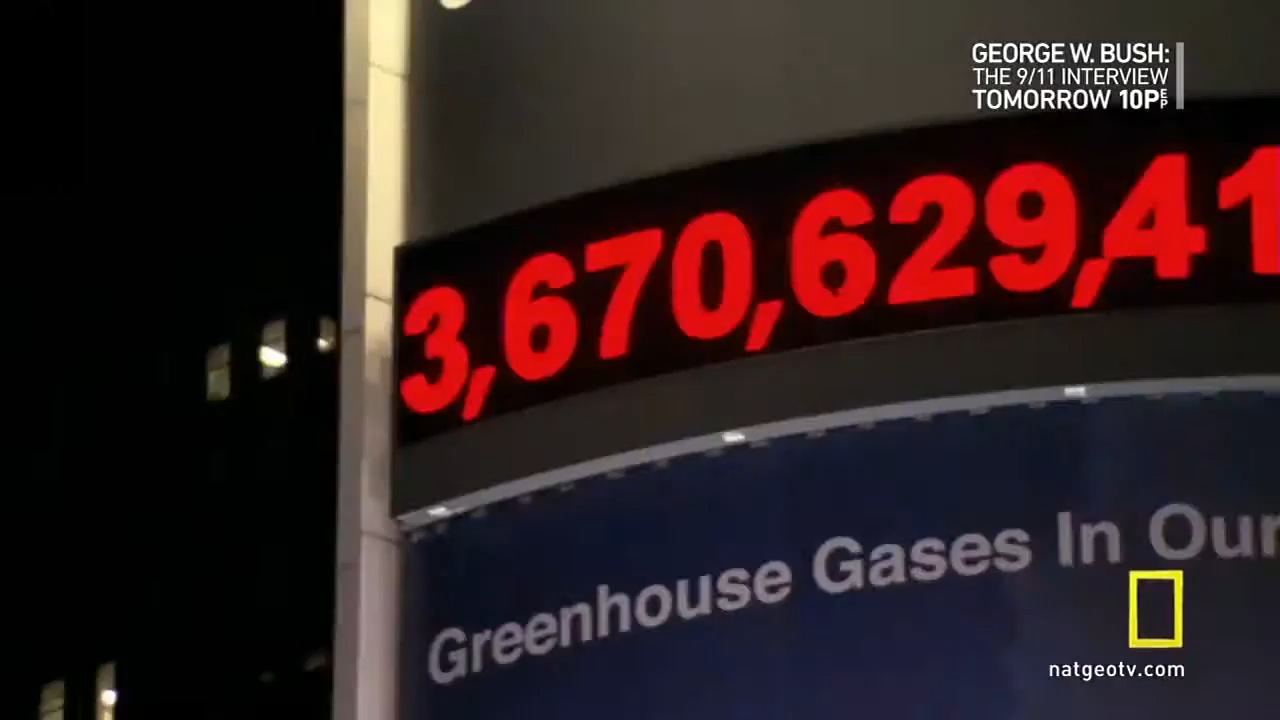 GEORGE W. BUSH:
THE 9/11 INTERVIEW
TOMORROW 10P E P
3,670,629,41
Greenhouse Gases In Our
natgeotv.com